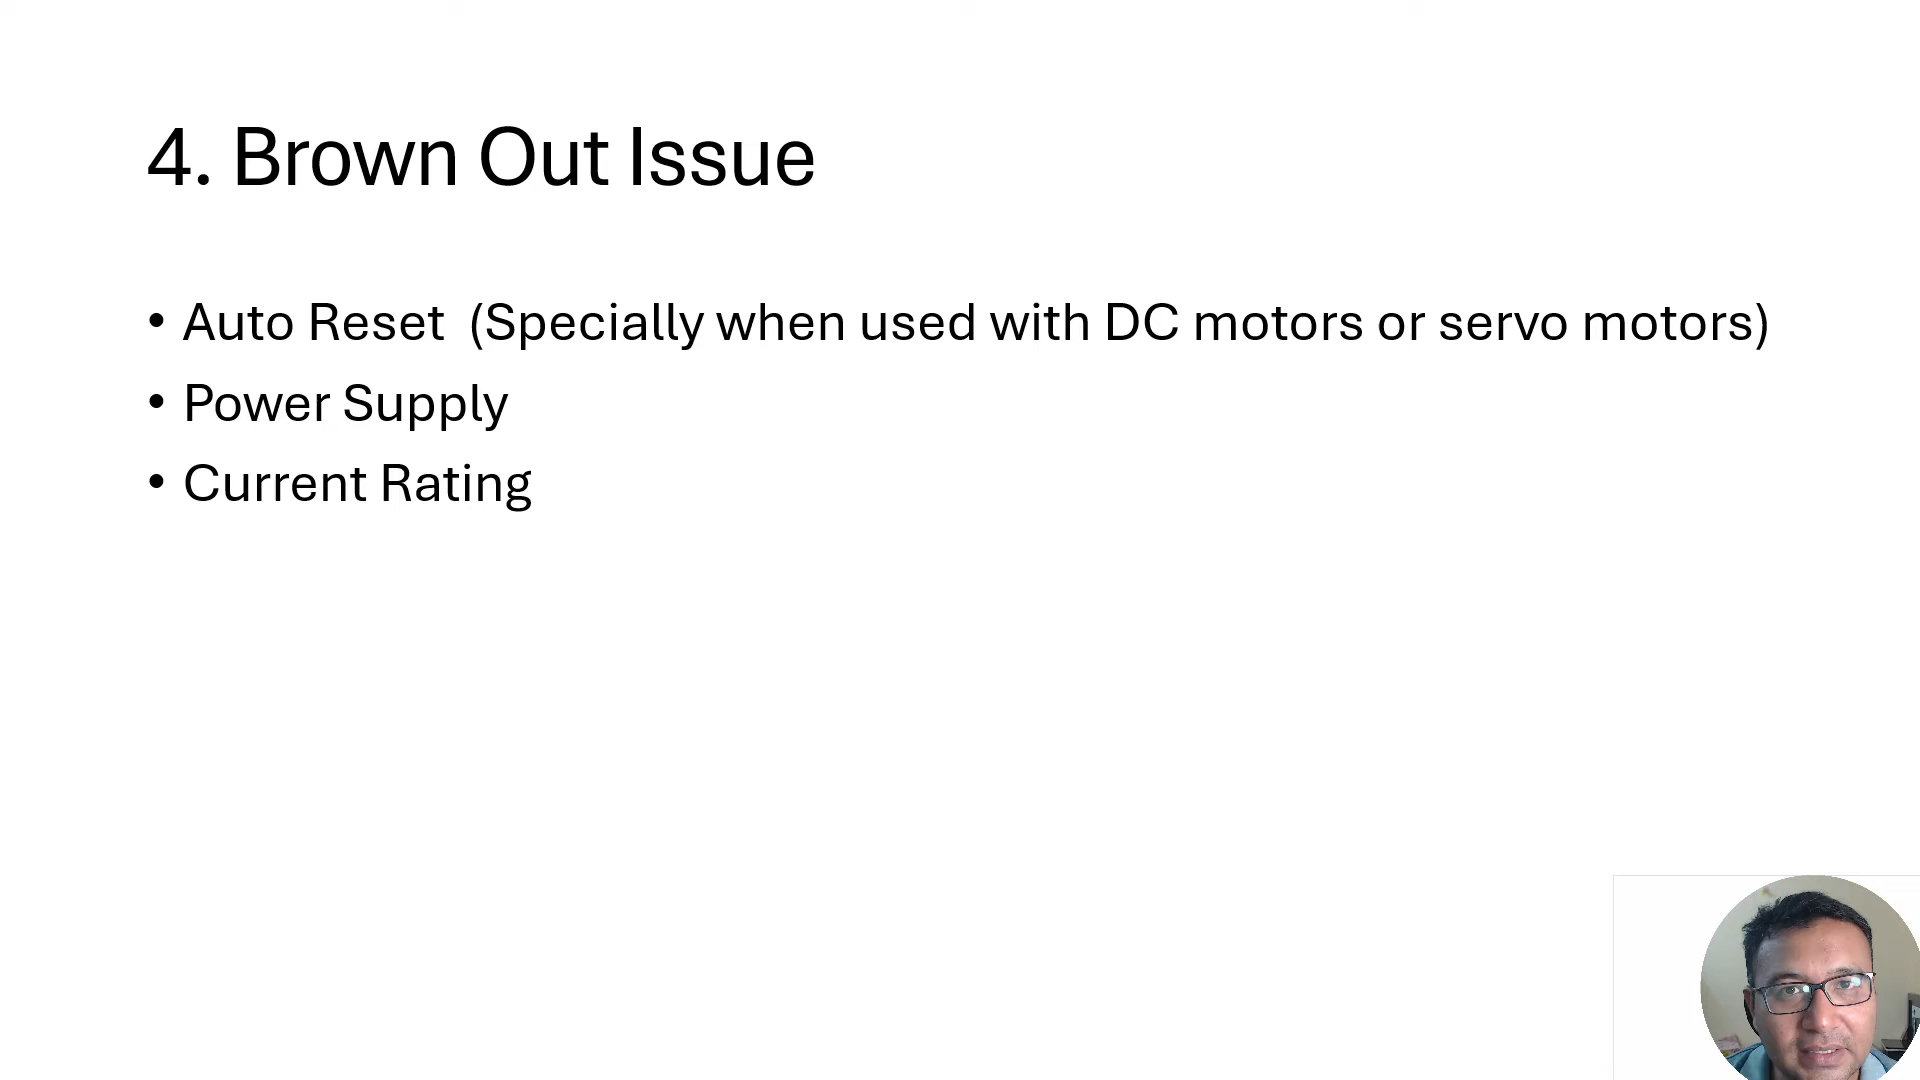 4. Brown Out Issue
• Auto Reset  (Specially when used with DC motors or servo motors)
• Power Supply
• Current Rating